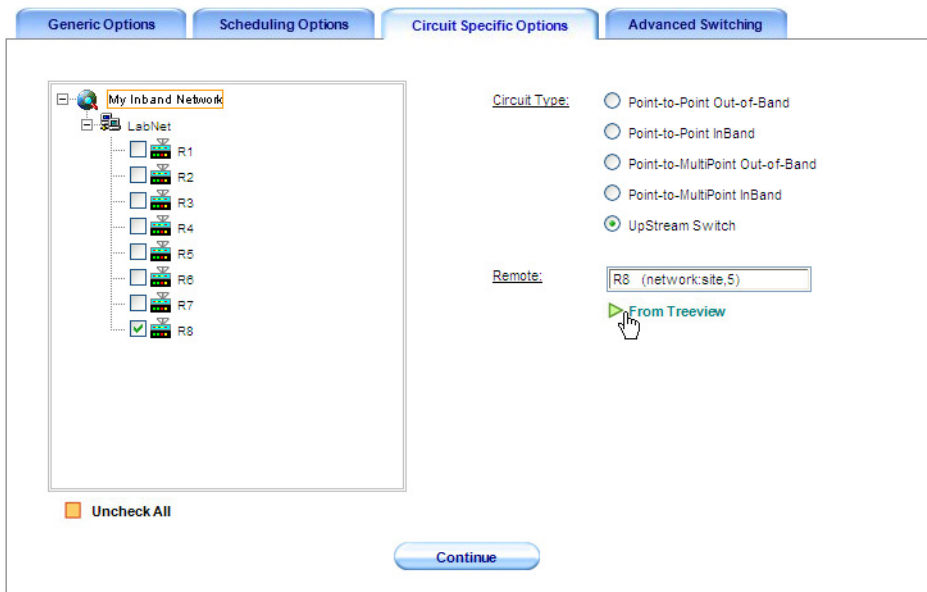 Generic Options
Scheduling Options
Circuit Specific Options
Advanced Switching
My Inband Network
LabNet
R1
R2
R3
R4
R5
R6
R7
R8
Uncheck All
Circuit Type:
Point-to-Point Out-of-Band
Point-to-Point InBand
Point-to-MultiPoint Out-of-Band
Point-to-MultiPoint InBand
UpStream Switch
Remote:
R8 (network:site,5)
From Treeview
Continue